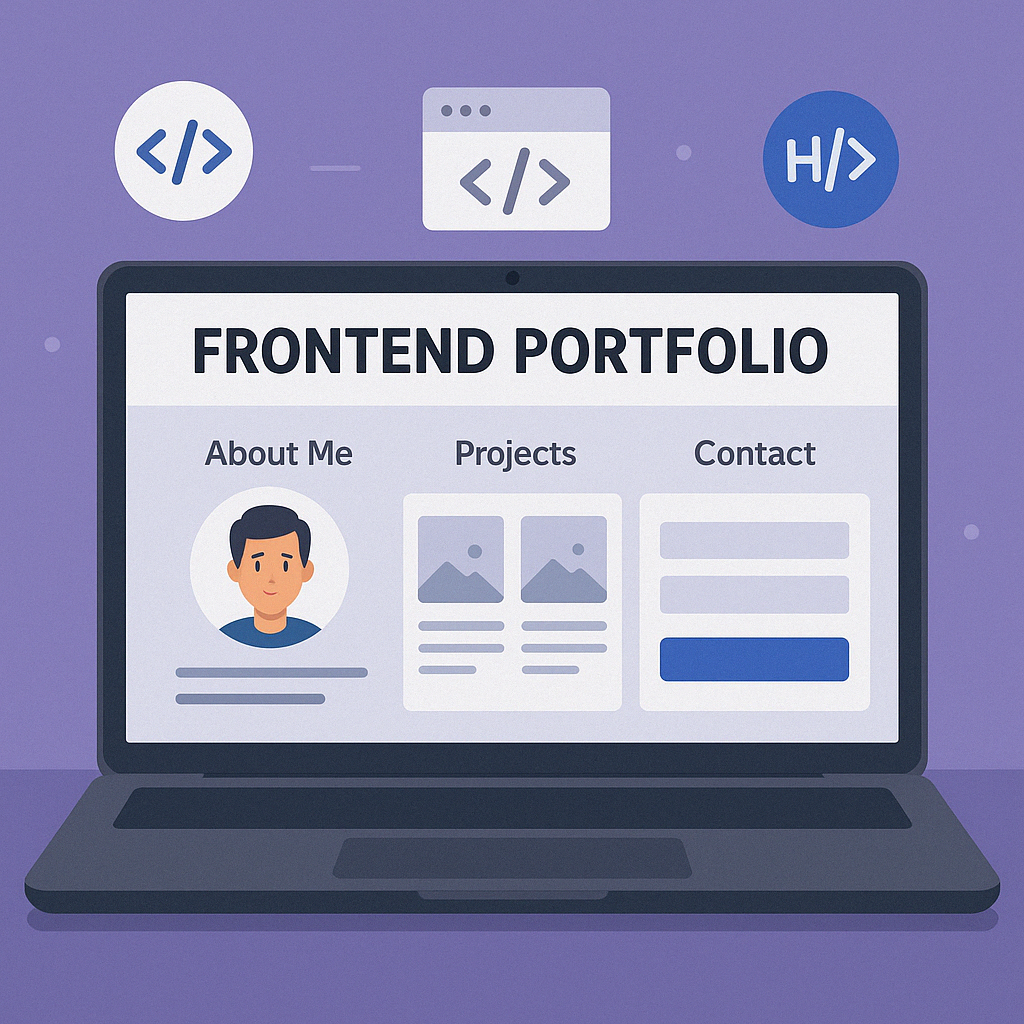 </>
</>
H/>
FRONTEND PORTFOLIO
About Me
Projects
Contact